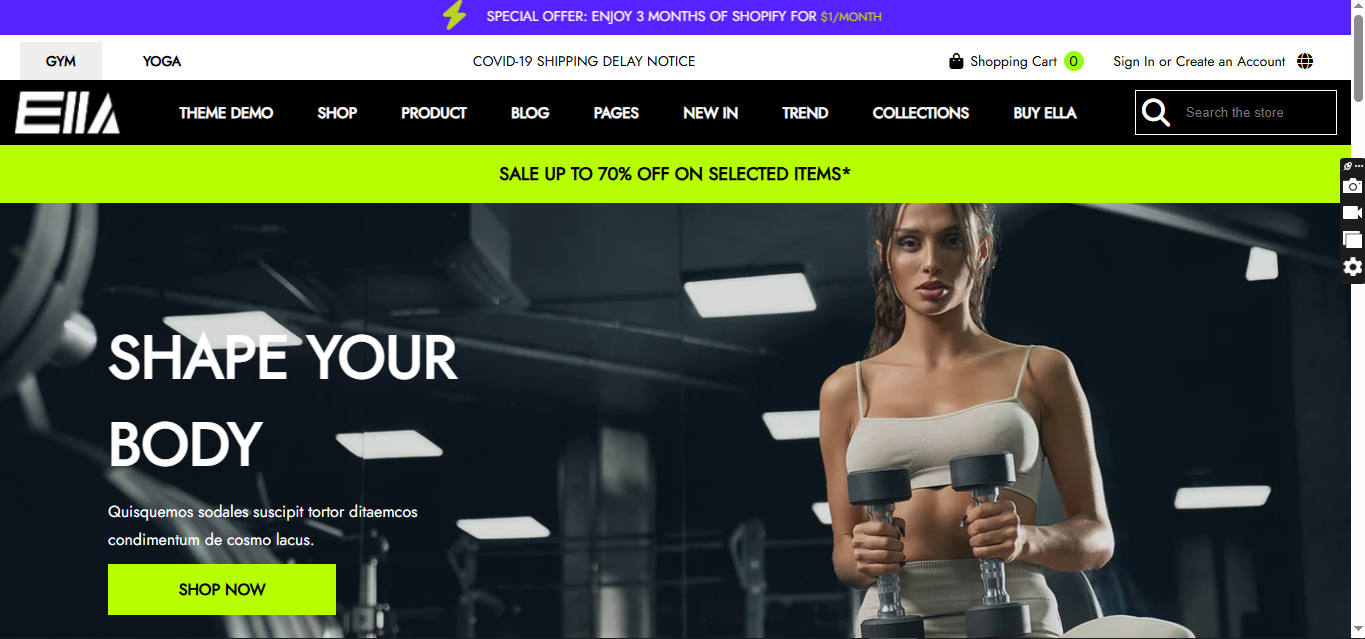 SPECIAL OFFER: ENJOY 3 MONTHS OF SHOPIFY FOR $1/MONTH
GYM YOGA COVID-19 SHIPPING DELAY NOTICE Shopping Cart 0 Sign In or Create an Account
ELLA THEME DEMO SHOP PRODUCT BLOG PAGES NEW IN TREND COLLECTIONS BUY ELLA Search the store
SALE UP TO 70% OFF ON SELECTED ITEMS*
SHAPE YOUR
BODY
Quisquemos sodales suscipit tortor ditaemcos
condimentum de cosmo lacus.
SHOP NOW